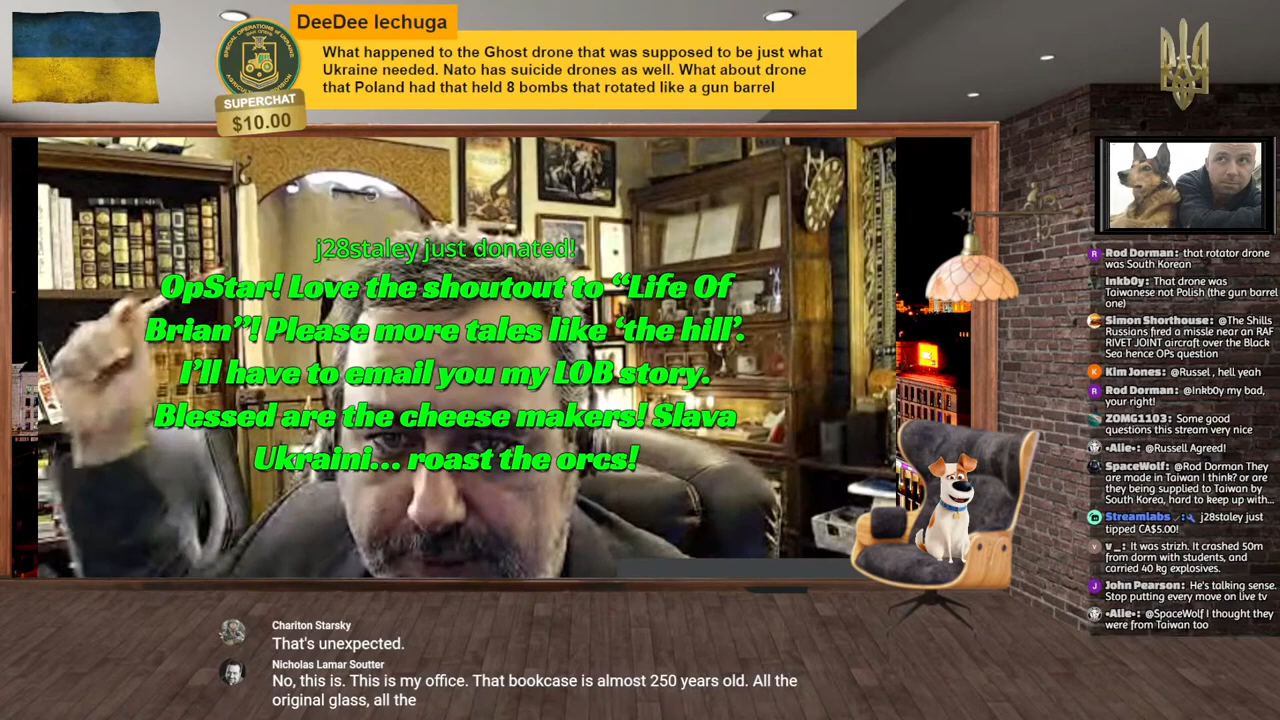 DeeDee lechuga
What happened to the Ghost drone that was supposed to be just what
Ukraine needed. Nato has suicide drones as well. What about drone
that Poland had that held 8 bombs that rotated like a gun barrel
SPECIAL OPERATIONS of UKRAINE
SUPERCHAT
$10.00
j28staley just donated!
OpStar! Love the shoutout to “Life Of
Brian”! Please more tales like ‘the hill’.
I’ll have to email you my LOB story.
Blessed are the cheese makers! Slava
Ukraini... roast the orcs!
Rod Dorman: that rotator drone
was South Korean
Inkb0y: That drone was
Taiwanese not Polish (the gun barrel
one)
Simon Shorthouse: @The Shills
Russians fired a missle near an RAF
RIVET JOINT aircraft over the Black
Sea hence OPs question
Kim Jones: @Russel , hell yeah
Rod Dorman: @Inkb0y my bad,
your right!
ZOMG1103: Some good
questions this stream very nice
•Alie•: @Russell Agreed!
SpaceWolf: @Rod Dorman They
are made in Taiwan I think? or are
they being supplied to Taiwan by
South Korea, hard to keep up with...
Streamlabs : j28staley just
tipped CA$5.00!
v_: It was strizh. It crashed 50m
from dorm with students, and
carried 40 kg explosives.
John Pearson: He's talking sense.
Stop putting every move on live tv
•Alie•: @SpaceWolf I thought they
were from Taiwan too
Chariton Starsky
That's unexpected.
Nicholas Lamar Soutter
No, this is. This is my office. That bookcase is almost 250 years old. All the
original glass, all the